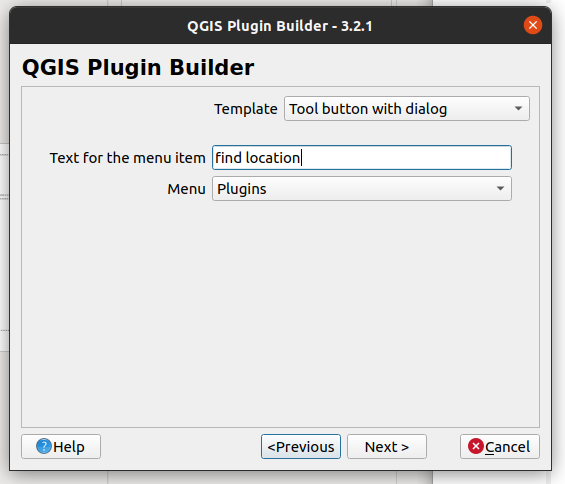 QGIS Plugin Builder - 3.2.1
QGIS Plugin Builder
Template Tool button with dialog
Text for the menu item find location
Menu Plugins
Help <Previous Next > Cancel